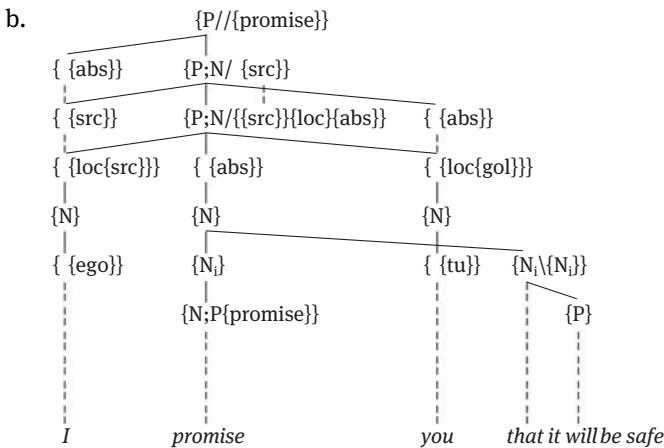 b. {P//{promise}}
{ {abs}} {P;N/ {src}}
{ {src}} {P;N/{{src}}{loc}{abs}} { {abs}}
{ {loc{src}}} { {abs}} { {loc{gol}}}
{N} {N} {N}
{ {ego}} {Nᵢ} { {tu}} {Nᵢ\{Nᵢ}}
{N;P{promise}} {P}
I promise you that it will be safe